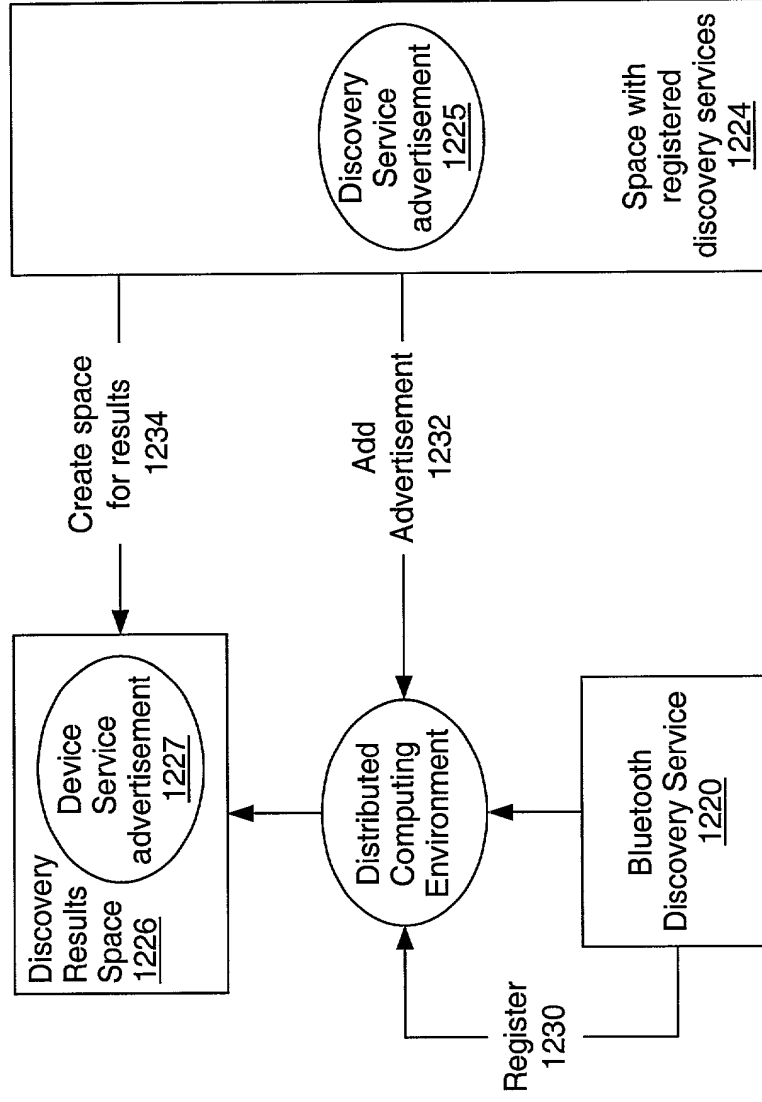 Discovery
Results
Space
1226
Device
Service
advertisement
1227
Create space
for results
1234
Discovery
Service
advertisement
1225
Space with
registered
discovery services
1224
Add
Advertisement
1232
Distributed
Computing
Environment
Register
1230
Bluetooth
Discovery Service
1220